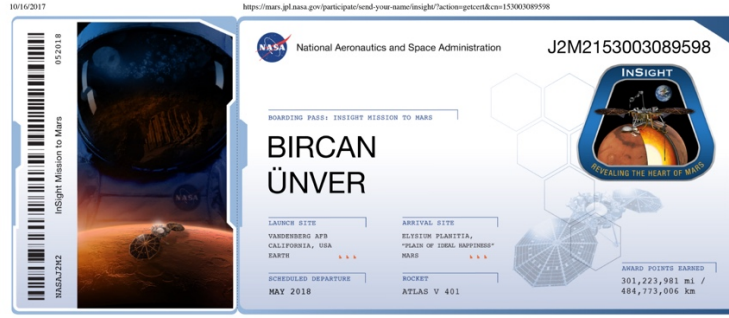 10/16/2017
https://mars.jpl.nasa.gov/participate/send-your-name/insight/?action=getcert&cn=153003089598
052018
InSight Mission to Mars
NASAJ2M2
NASA
NASA
National Aeronautics and Space Administration
J2M2153003089598
INSIGHT
REVEALING THE HEART OF MARS
BOARDING PASS: INSIGHT MISSION TO MARS
BIRCAN
ÜNVER
LAUNCH SITE
VANDENBERG AFB
CALIFORNIA, USA
EARTH
ARRIVAL SITE
ELYSIUM PLANITIA,
"PLAIN OF IDEAL HAPPINESS"
MARS
SCHEDULED DEPARTURE
MAY 2018
ROCKET
ATLAS V 401
AWARD POINTS EARNED
301,223,981 mi /
484,773,006 km